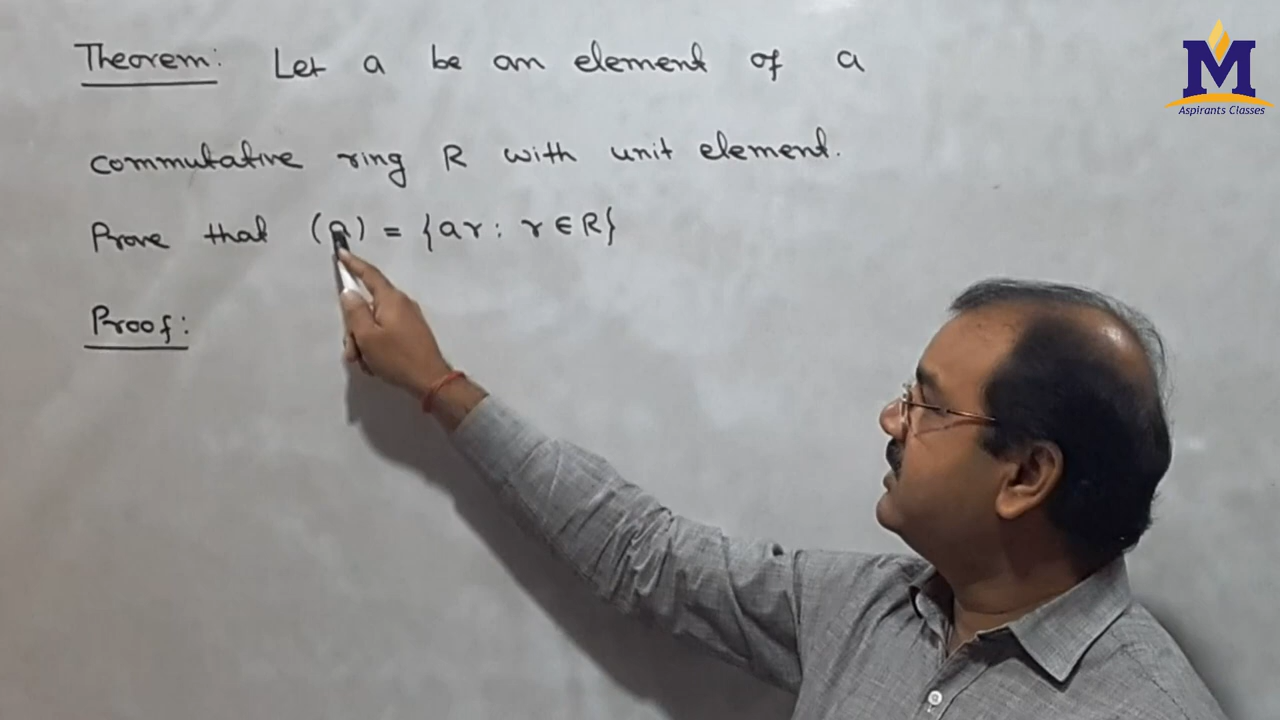 Theorem: Let a be an element of a
commutative ring R with unit element.
Prove that (a) = {ar : r ∈ R}
Proof:
M
Aspirants Classes